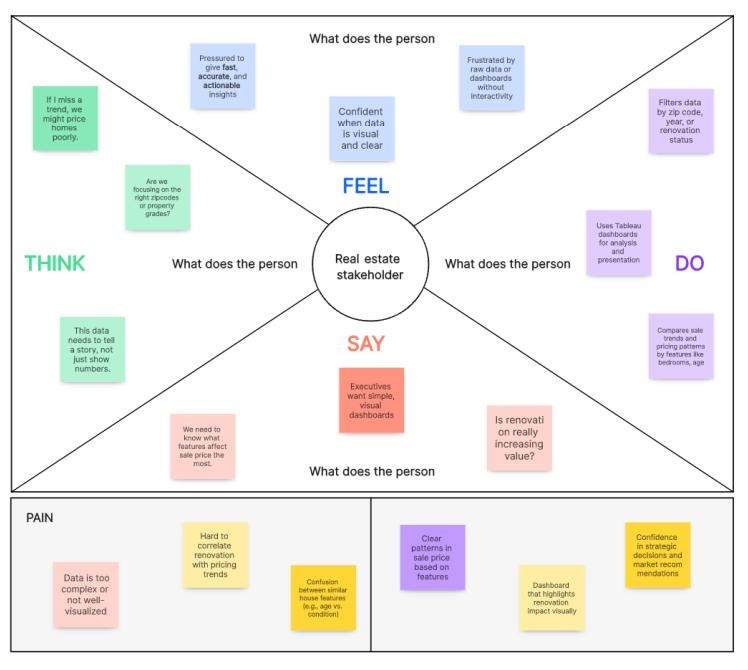 What does the person
Pressured to
give fast,
accurate, and
actionable
insights
Frustrated by
raw data or
dashboards
without
interactivity
Confident
when data
is visual
and clear
FEEL
If I miss a
trend, we
might price
homes
poorly.
Are we
focusing on the
right zipcodes
or property
grades?
THINK
What does the person
This data
needs to tell
a story, not
just show
numbers.
Real estate
stakeholder
What does the person
Filters data
by zip code,
year, or
renovation
status
Uses Tableau
dashboards
for analysis
and
presentation
DO
Compares sale
trends and
pricing patterns
by features like
bedrooms, age
SAY
Executives
want simple,
visual
dashboards
We need to
know what
features affect
sale price the
most.
Is renovati
on really
increasing
value?
What does the person
PAIN
Data is too
complex or
not well-
visualized
Hard to
correlate
renovation
with pricing
trends
Confusion
between similar
house features
(e.g., age vs.
condition)
Clear
patterns in
sale price
based on
features
Dashboard
that highlights
renovation
impact visually
Confidence
in strategic
decisions and
market recom
mendations